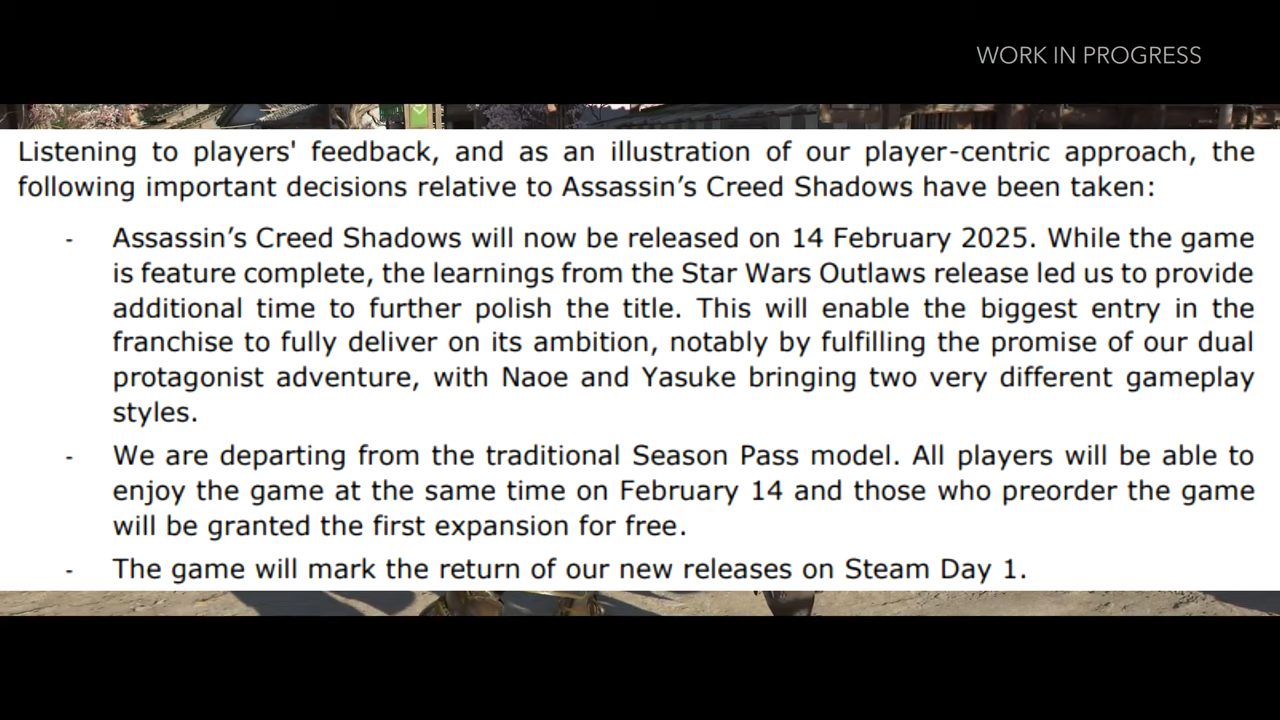 WORK IN PROGRESS
Listening to players' feedback, and as an illustration of our player-centric approach, the
following important decisions relative to Assassin’s Creed Shadows have been taken:
- Assassin’s Creed Shadows will now be released on 14 February 2025. While the game
is feature complete, the learnings from the Star Wars Outlaws release led us to provide
additional time to further polish the title. This will enable the biggest entry in the
franchise to fully deliver on its ambition, notably by fulfilling the promise of our dual
protagonist adventure, with Naoe and Yasuke bringing two very different gameplay
styles.
- We are departing from the traditional Season Pass model. All players will be able to
enjoy the game at the same time on February 14 and those who preorder the game
will be granted the first expansion for free.
- The game will mark the return of our new releases on Steam Day 1.